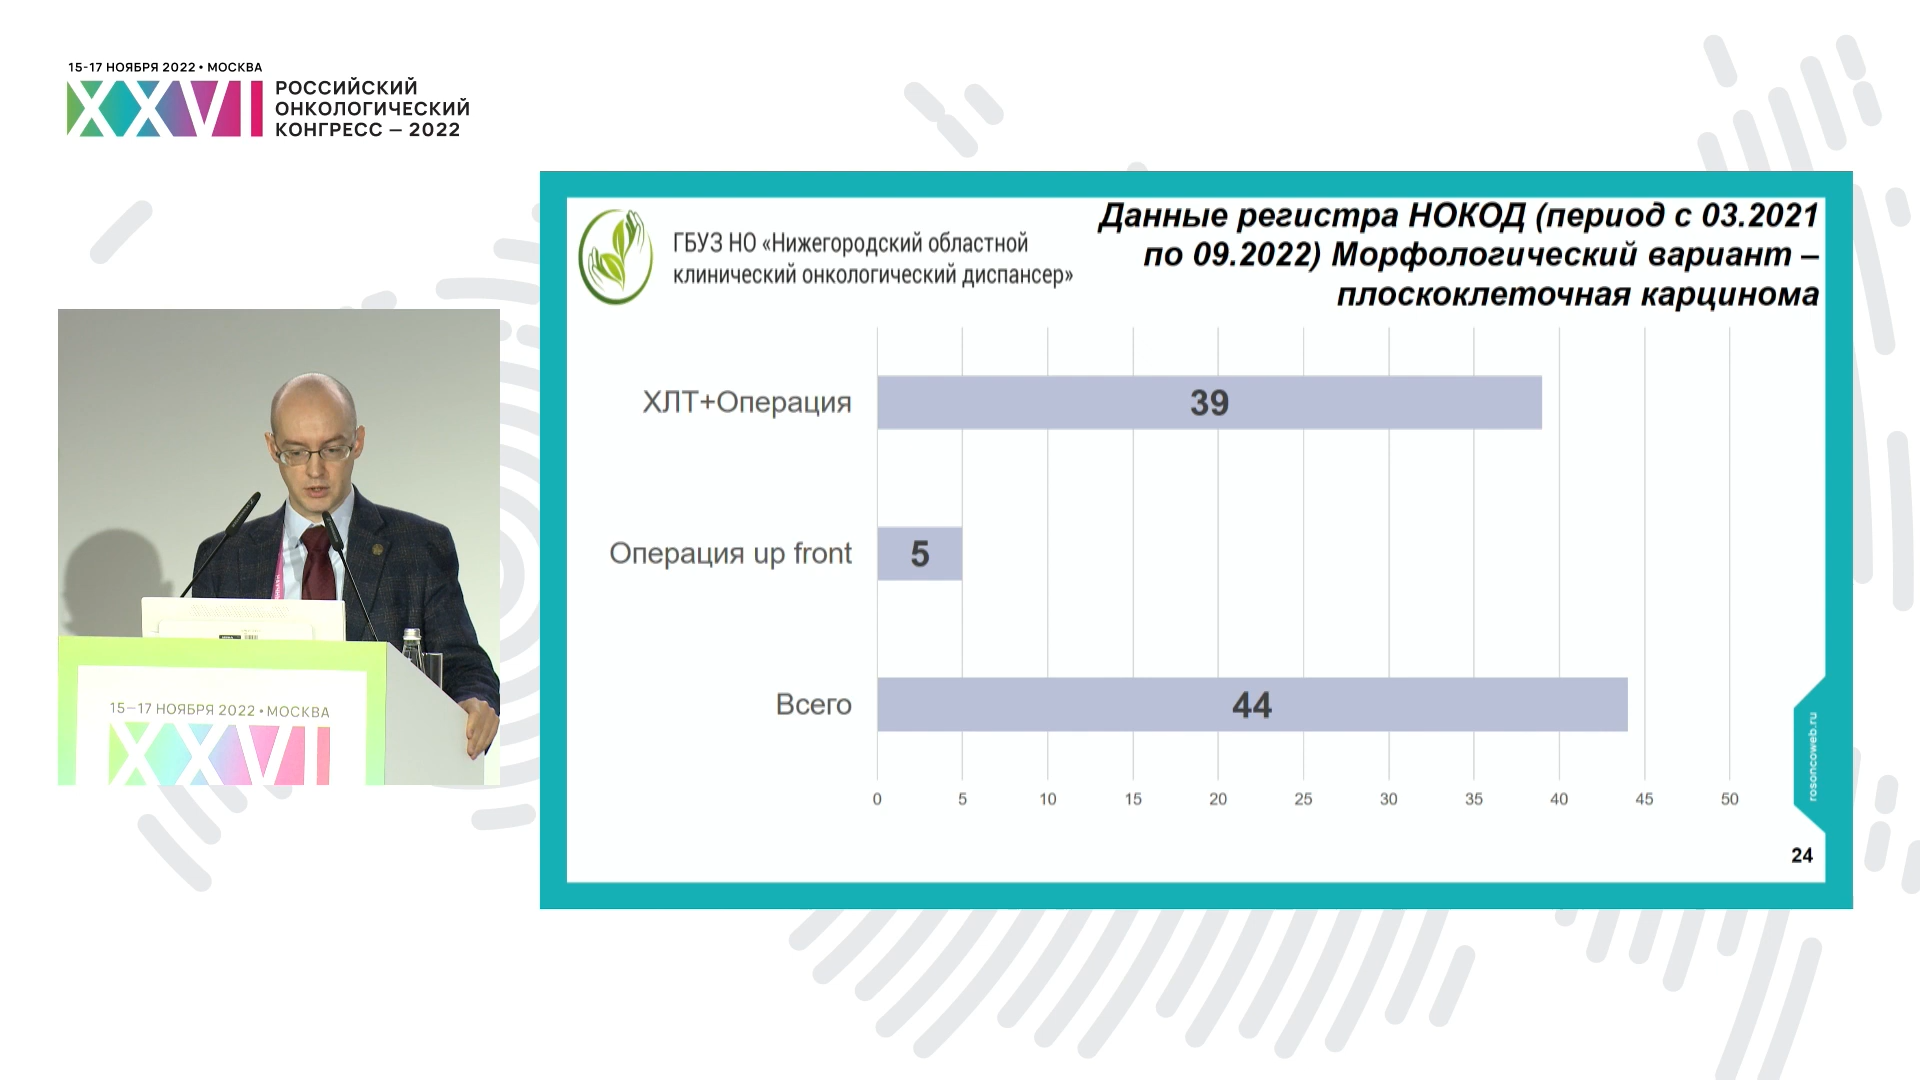 15-17 НОЯБРЯ 2022 • МОСКВА
XXVI
РОССИЙСКИЙ
ОНКОЛОГИЧЕСКИЙ
КОНГРЕСС – 2022
ГБУЗ НО «Нижегородский областной
клинический онкологический диспансер»
Данные регистра НОКОД (период с 03.2021
по 09.2022) Морфологический вариант –
плоскоклеточная карцинома
ХЛТ+Операция
39
Операция up front
5
Всего
44
0 5 10 15 20 25 30 35 40 45 50
rosoncoweb.ru
24
15–17 НОЯБРЯ 2022 • МОСКВА
XXVI